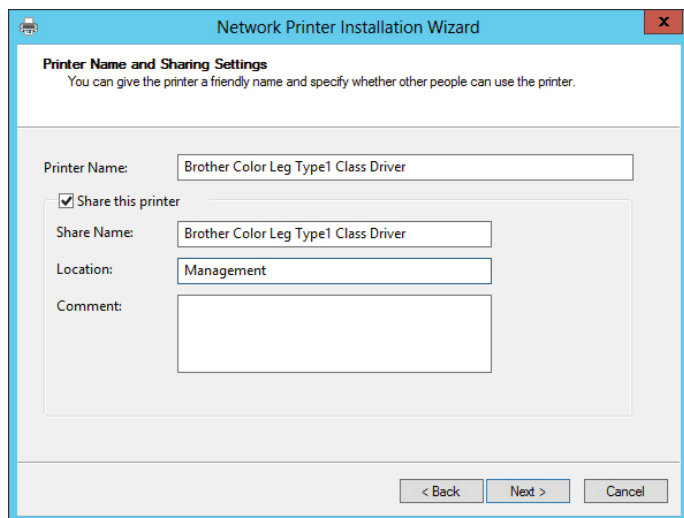 Network Printer Installation Wizard
x
Printer Name and Sharing Settings
You can give the printer a friendly name and specify whether other people can use the printer.
Printer Name:
Brother Color Leg Type1 Class Driver
Share this printer
Share Name:
Brother Color Leg Type1 Class Driver
Location:
Management
Comment:
< Back
Next >
Cancel